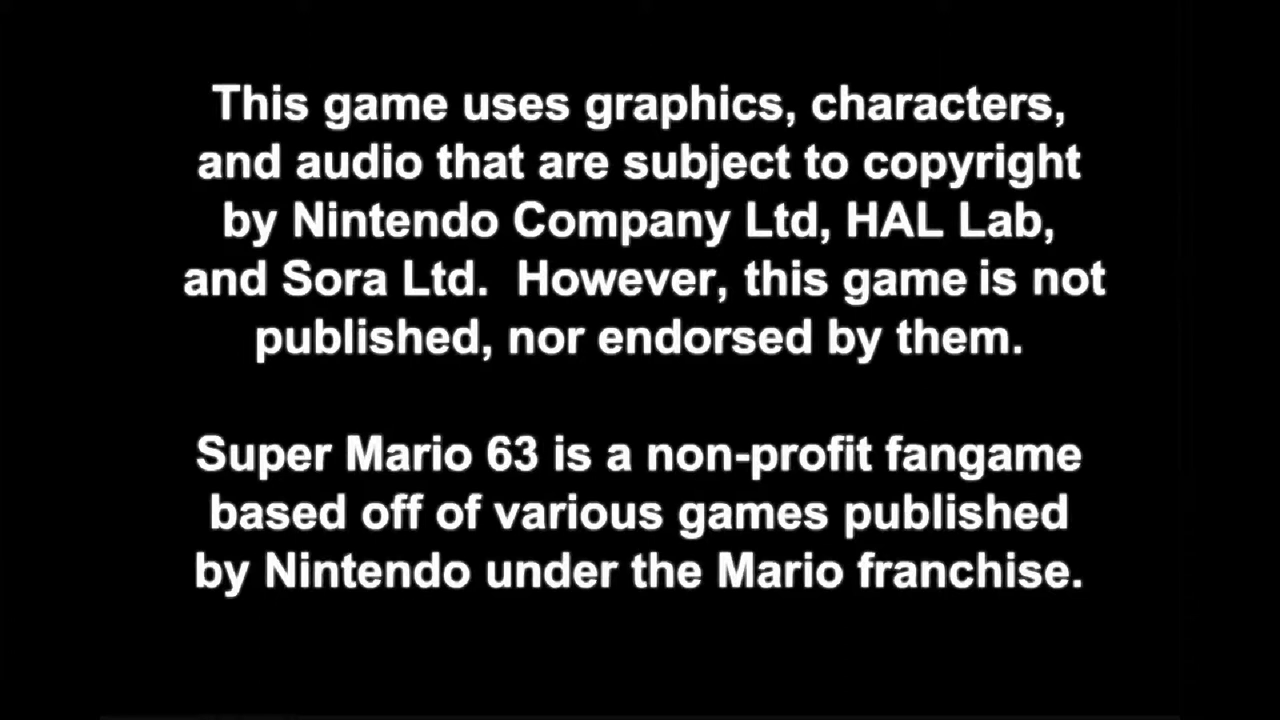 This game uses graphics, characters,
and audio that are subject to copyright
by Nintendo Company Ltd, HAL Lab,
and Sora Ltd.  However, this game is not
published, nor endorsed by them.
Super Mario 63 is a non-profit fangame
based off of various games published
by Nintendo under the Mario franchise.